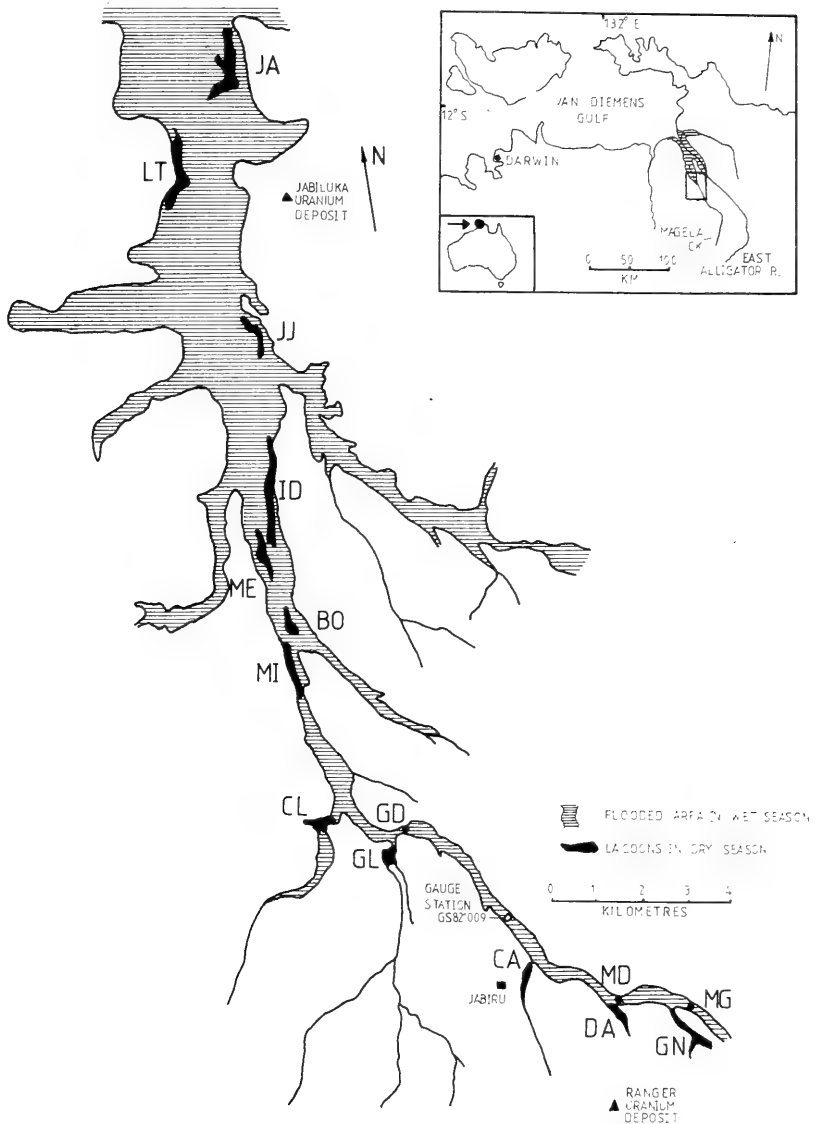 JA
132° E
N
12° S
VAN DIEMENS
GULF
DARWIN
MAGELA
CK
EAST
ALLIGATOR R.
0 50 100
KM
LT
N
JABILUKA
URANIUM
DEPOSIT
JJ
ID
ME
BO
MI
CL
GD
GL
FLOODED AREA IN WET SEASON
LAGOONS IN DRY SEASON
0 1 2 3 4
KILOMETRES
GAUGE
STATION
GS82°009
CA
JABIRU
MD
MG
DA
GN
RANGER
URANIUM
DEPOSIT